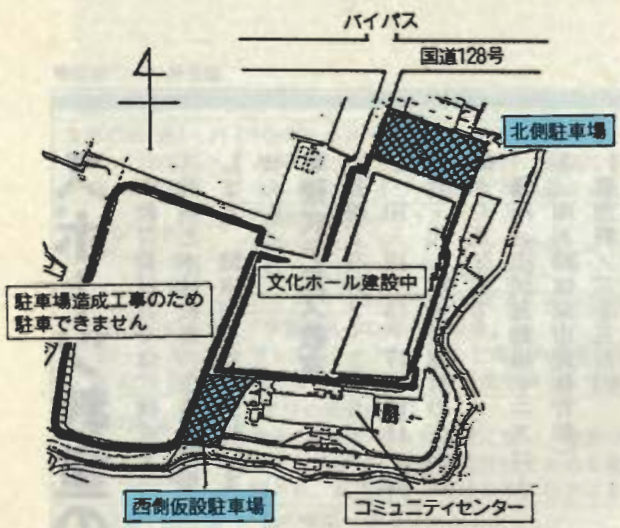 バイパス
国道128号
北側駐車場
文化ホール建設中
駐車場造成工事のため
駐車できません
西側仮設駐車場
コミュニティセンター